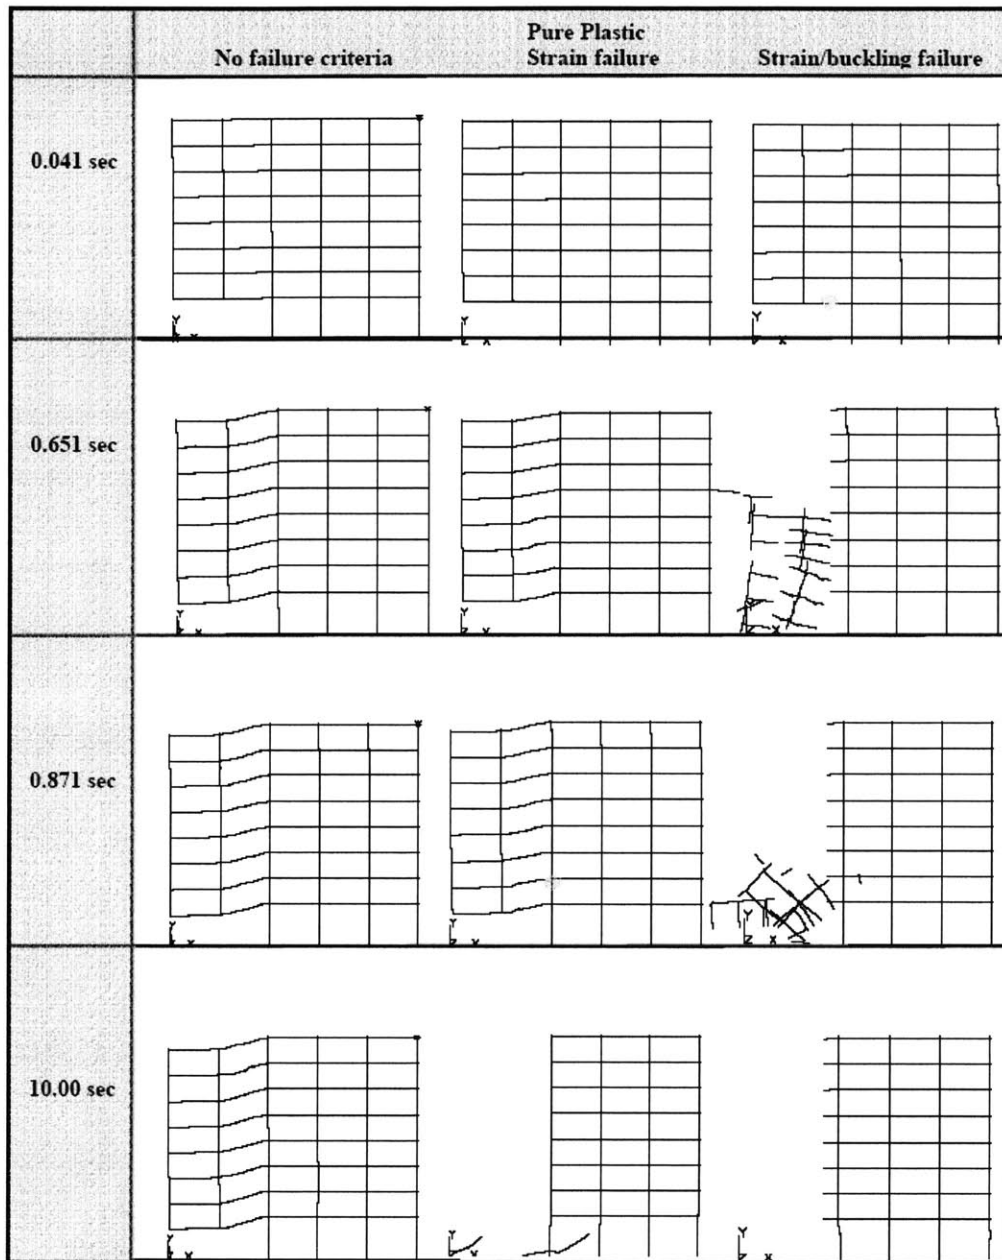 No failure criteria
Pure Plastic
Strain failure
Strain/buckling failure
0.041 sec
Y
X
Y
Z X
Y
Z X
0.651 sec
Y
Z X
Y
Z X
X
0.871 sec
Y
Z X
Y
Z X
Y
Z X
10.00 sec
Y
Z X
Y
Z X
Y
Z X